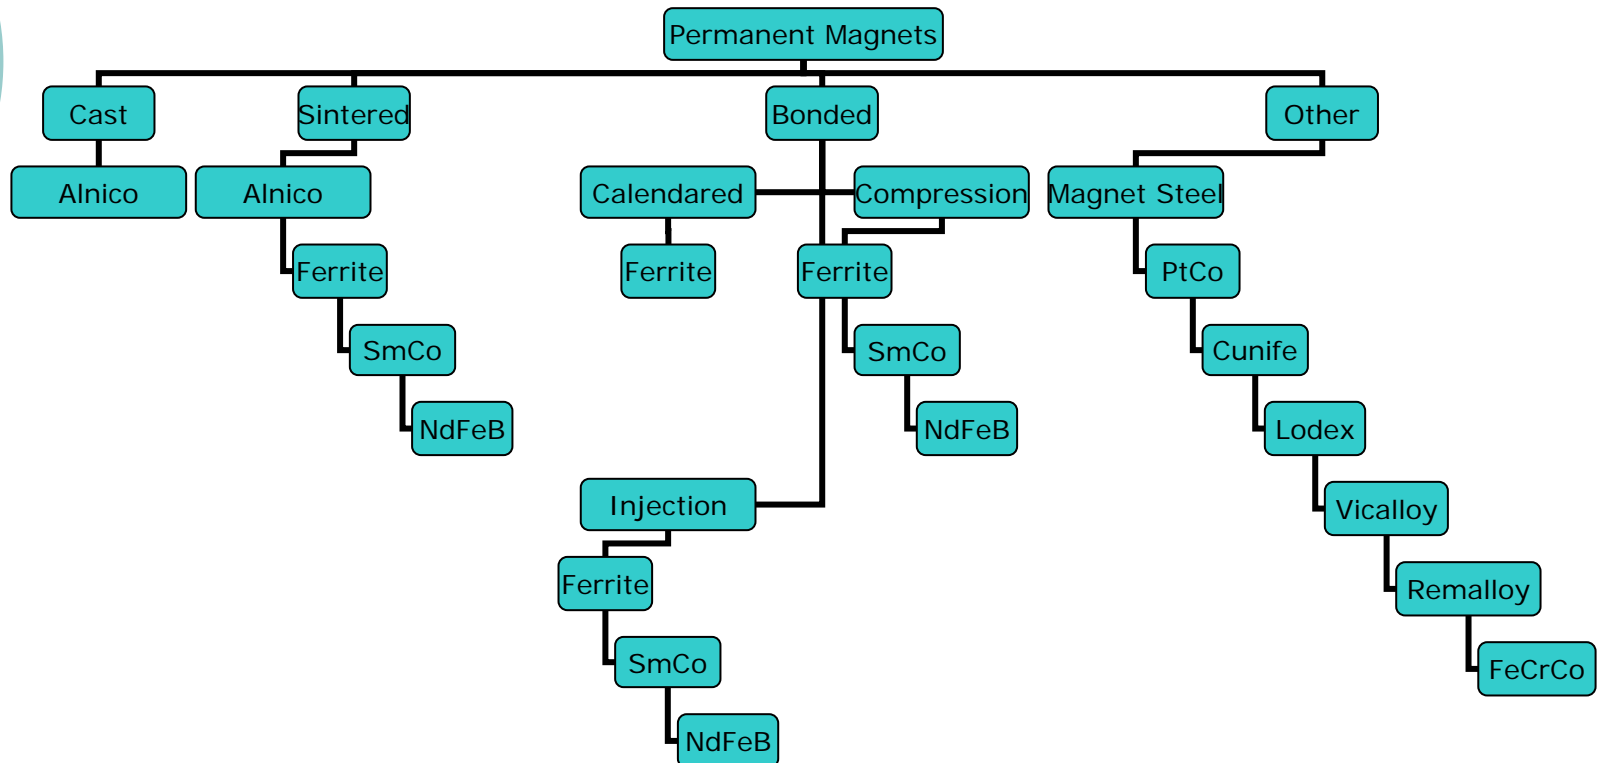 Permanent Magnets
Cast
Sintered
Bonded
Other
Alnico
Alnico
Calendared
Compression
Magnet Steel
Ferrite
Ferrite
Ferrite
PtCo
SmCo
SmCo
Cunife
NdFeB
NdFeB
Lodex
Injection
Vicalloy
Ferrite
Remalloy
SmCo
FeCrCo
NdFeB